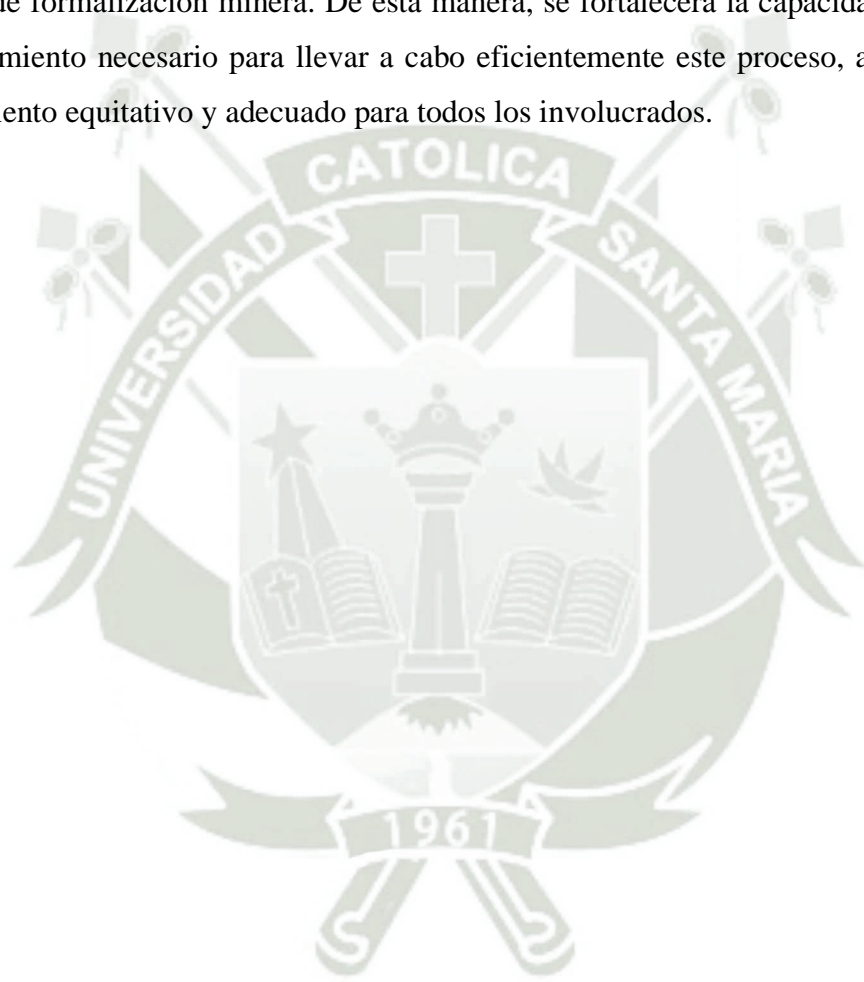 de formalización minera. De esta manera, se fortalecerá la
miento necesario para llevar a cabo eficientemente este proceso,
ento equitativo y adecuado para todos los involucrados.
UNIVERSIDAD CATOLICA SANTA MARIA
1961